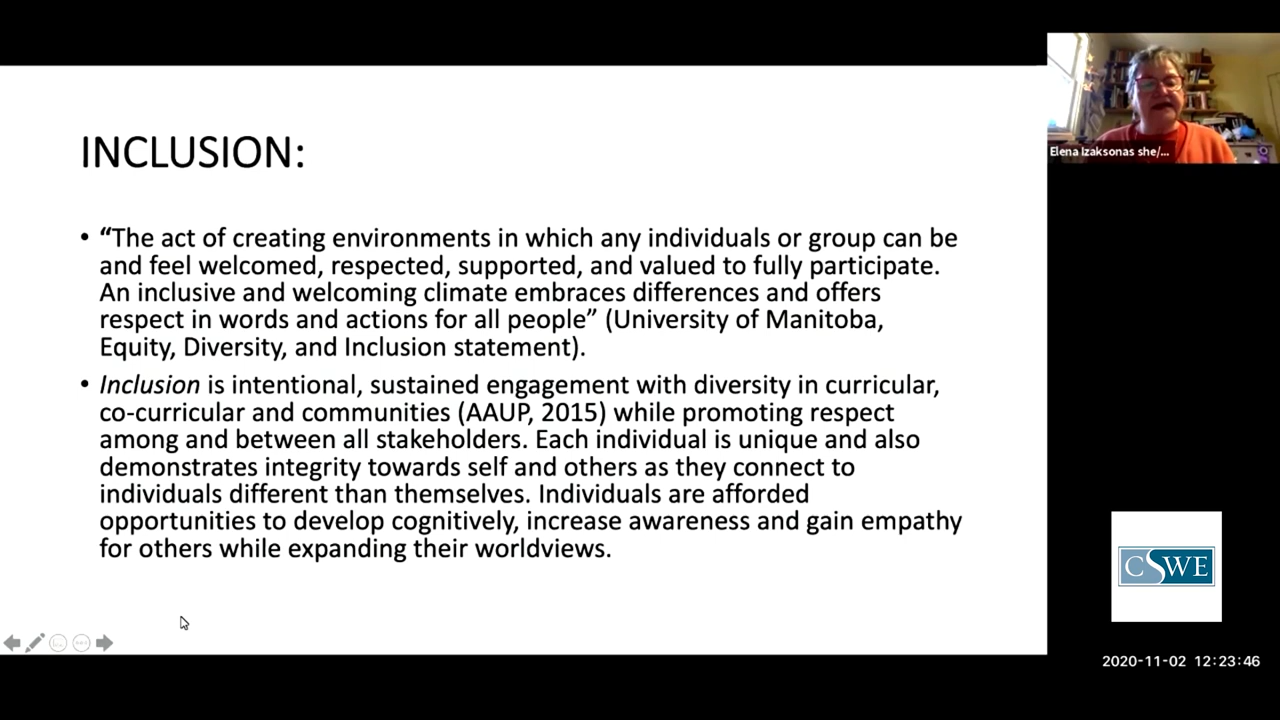 INCLUSION:
• “The act of creating environments in which any individuals or group can be
and feel welcomed, respected, supported, and valued to fully participate.
An inclusive and welcoming climate embraces differences and offers
respect in words and actions for all people” (University of Manitoba,
Equity, Diversity, and Inclusion statement).
• Inclusion is intentional, sustained engagement with diversity in curricular,
co-curricular and communities (AAUP, 2015) while promoting respect
among and between all stakeholders. Each individual is unique and also
demonstrates integrity towards self and others as they connect to
individuals different than themselves. Individuals are afforded
opportunities to develop cognitively, increase awareness and gain empathy
for others while expanding their worldviews.
Elena Izaksonas she/...
CSWE
2020-11-02 12:23:46